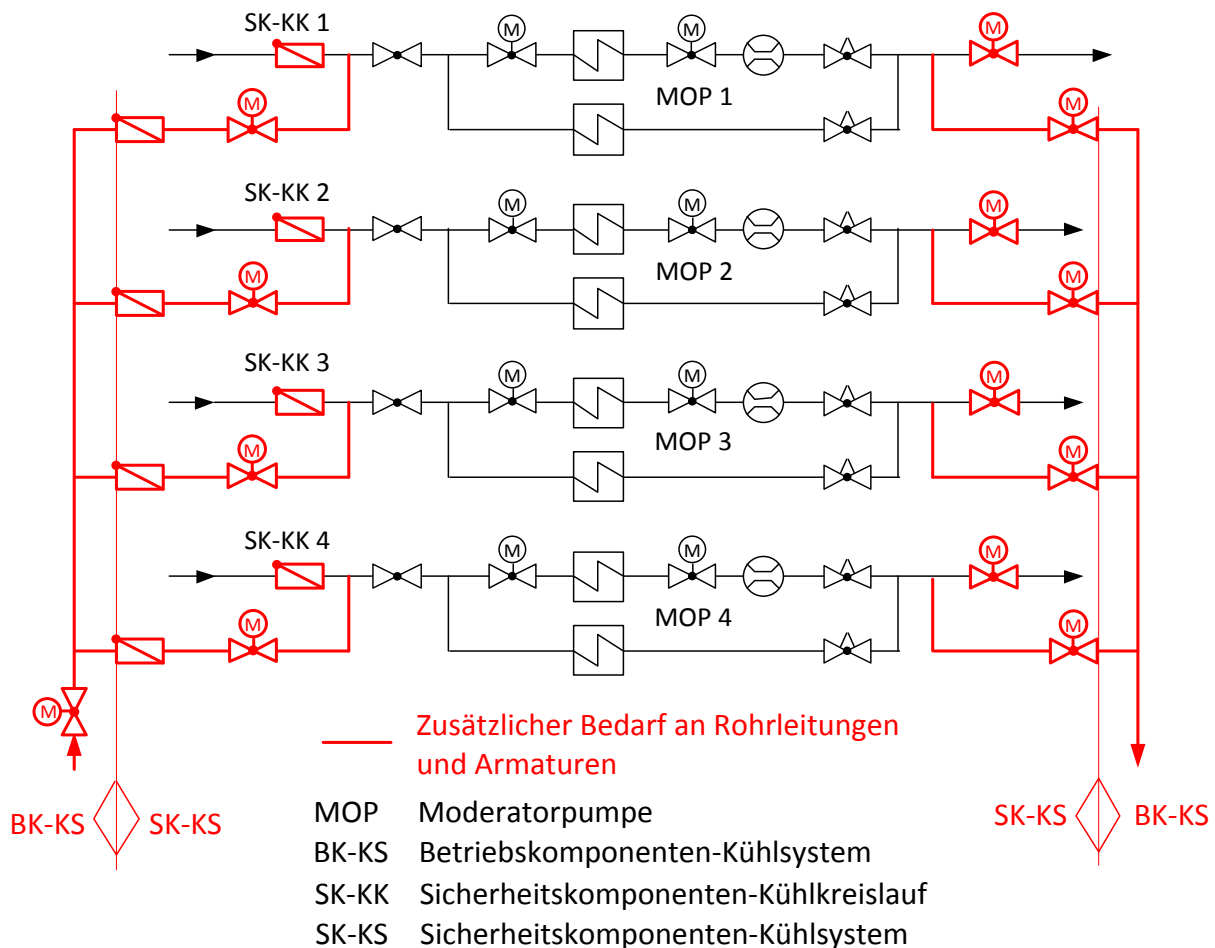 SK-KK 1
M
M
M
MOP 1
M
M
SK-KK 2
M
M
M
MOP 2
M
M
SK-KK 3
M
M
M
MOP 3
M
M
SK-KK 4
M
M
M
MOP 4
M
M
M
Zusätzlicher Bedarf an Rohrleitungen
und Armaturen
BK-KS SK-KS
SK-KS BK-KS
MOP Moderatorpumpe
BK-KS Betriebskomponenten-Kühlsystem
SK-KK Sicherheitskomponenten-Kühlkreislauf
SK-KS Sicherheitskomponenten-Kühlsystem